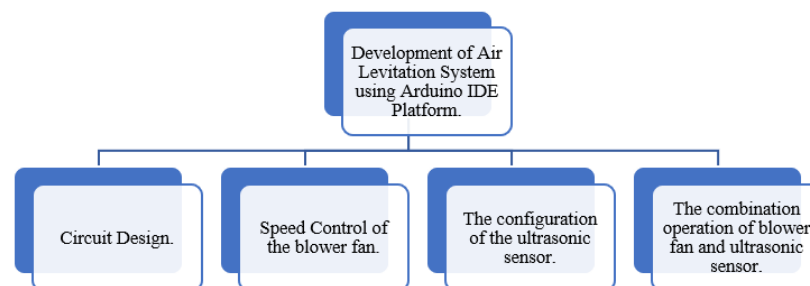 Development of Air
Levitation System
using Arduino IDE
Platform.
Circuit Design.
Speed Control of
the blower fan.
The configuration
of the ultrasonic
sensor.
The combination
operation of blower
fan and ultrasonic
sensor.